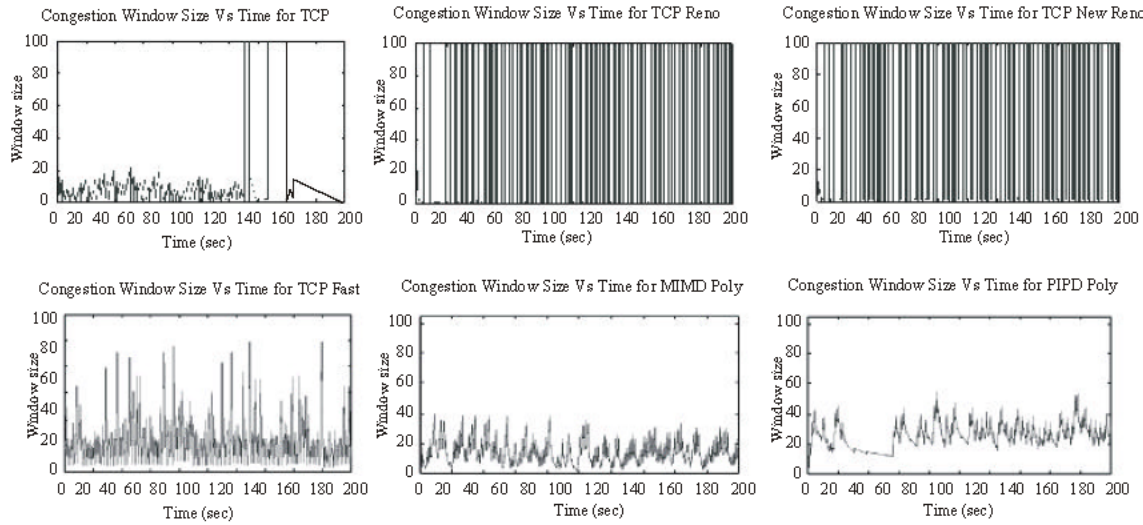 Congestion Window Size Vs Time for TCP
100
80
60
40
20
0
Window size
0 20 40 60 80 100 120 140 160 180 200
Time (sec)
Congestion Window Size Vs Time for TCP Reno
100
80
60
40
20
0
Window size
0 20 40 60 80 100 120 140 160 180 200
Time (sec)
Congestion Window Size Vs Time for TCP New Reno
100
80
60
40
20
0
Window size
0 20 40 60 80 100 120 140 160 180 200
Time (sec)
Congestion Window Size Vs Time for TCP Fast
100
80
60
40
20
0
Window size
0 20 40 60 80 100 120 140 160 180 200
Time (sec)
Congestion Window Size Vs Time for MIMD Poly
100
80
60
40
20
0
Window size
0 20 40 60 80 100 120 140 160 180 200
Time (sec)
Congestion Window Size Vs Time for PIPD Poly
100
80
60
40
20
0
Window size
0 20 40 60 80 100 120 140 160 180 200
Time (sec)